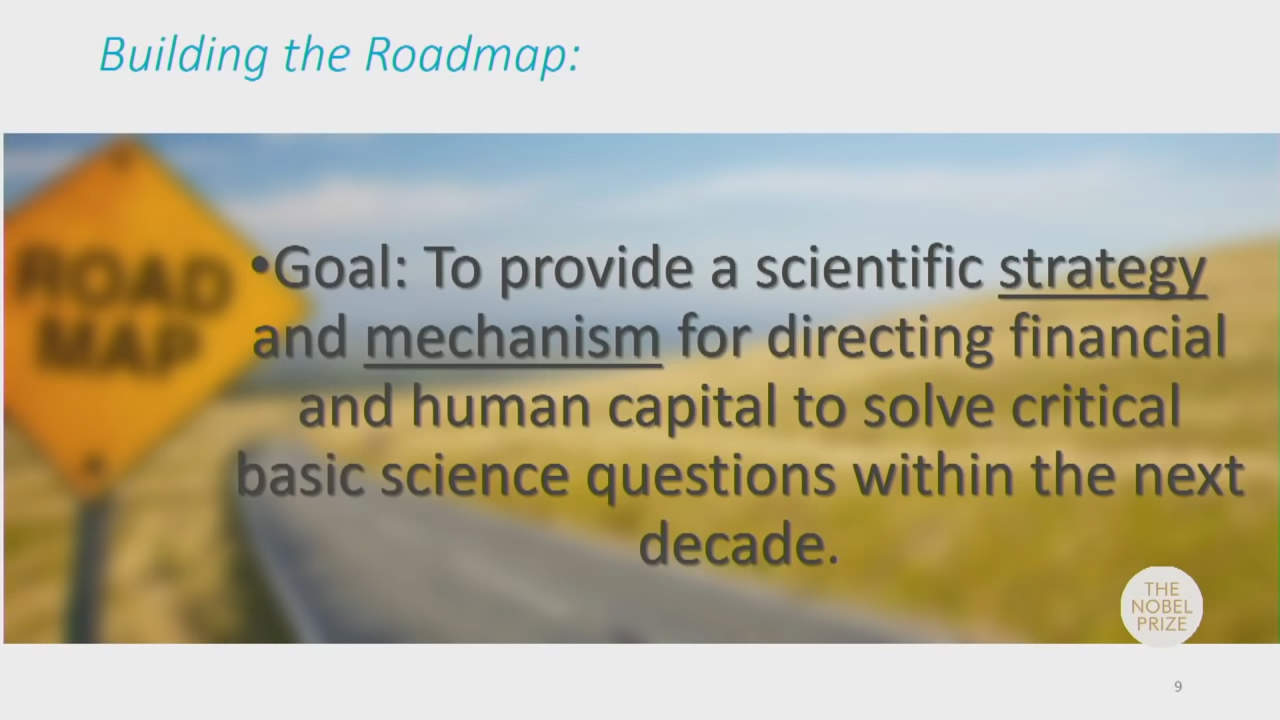 Building the Roadmap:
ROAD
MAP
•Goal: To provide a scientific strategy
and mechanism for directing financial
and human capital to solve critical
basic science questions within the next
decade.
THE
NOBEL
PRIZE
9